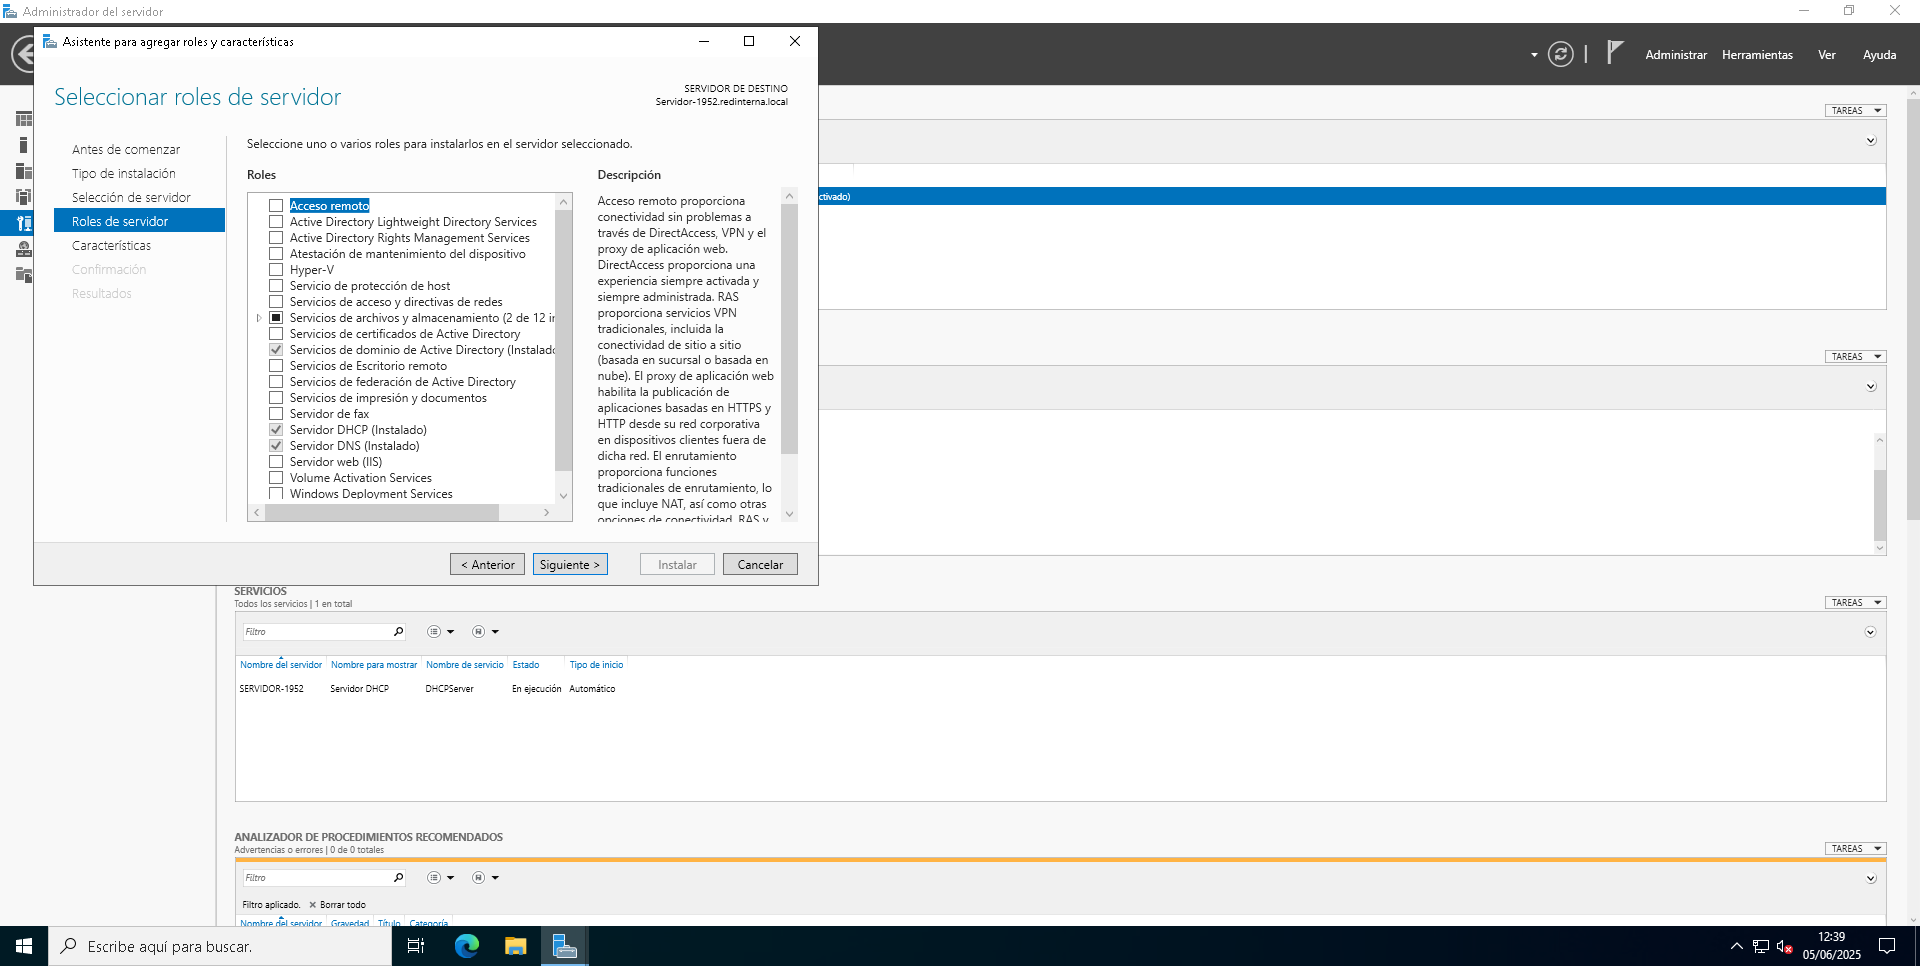 Administrador del servidor
Asistente para agregar roles y características
Administrar
Herramientas
Ver
Ayuda
Seleccionar roles de servidor
SERVIDOR DE DESTINO
Servidor-1952.redinterna.local
Antes de comenzar
Tipo de instalación
Selección de servidor
Roles de servidor
Características
Confirmación
Resultados
Seleccione uno o varios roles para instalarlos en el servidor seleccionado.
Roles
Acceso remoto
Active Directory Lightweight Directory Services
Active Directory Rights Management Services
Atestación de mantenimiento del dispositivo
Hyper-V
Servicio de protección de host
Servicios de acceso y directivas de redes
Servicios de archivos y almacenamiento (2 de 12 in
Servicios de certificados de Active Directory
Servicios de dominio de Active Directory (Instalado
Servicios de Escritorio remoto
Servicios de federación de Active Directory
Servicios de impresión y documentos
Servidor de fax
Servidor DHCP (Instalado)
Servidor DNS (Instalado)
Servidor web (IIS)
Volume Activation Services
Windows Deployment Services
Descripción
Acceso remoto proporciona
conectividad sin problemas a
través de DirectAccess, VPN y el
proxy de aplicación web.
DirectAccess proporciona una
experiencia siempre activada y
siempre administrada. RAS
proporciona servicios VPN
tradicionales, incluida la
conectividad de sitio a sitio
(basada en sucursal o basada en
nube). El proxy de aplicación web
habilita la publicación de
aplicaciones basadas en HTTPS y
HTTP desde su red corporativa
en dispositivos clientes fuera de
dicha red. El enrutamiento
proporciona funciones
tradicionales de enrutamiento, lo
que incluye NAT, así como otras
opciones de conectividad. RAS y
< Anterior
Siguiente >
Instalar
Cancelar
TAREAS
ctivado)
TAREAS
SERVICIOS
Todos los servicios | 1 en total
TAREAS
Filtro
Nombre del servidor Nombre para mostrar Nombre de servicio Estado Tipo de inicio
SERVIDOR-1952 Servidor DHCP DHCPServer En ejecución Automático
ANALIZADOR DE PROCEDIMIENTOS RECOMENDADOS
Advertencias o errores | 0 de 0 totales
TAREAS
Filtro
Filtro aplicado. Borrar todo
Nombre del servidor Gravedad Título Categoría
Escribe aquí para buscar.
12:39
05/06/2025